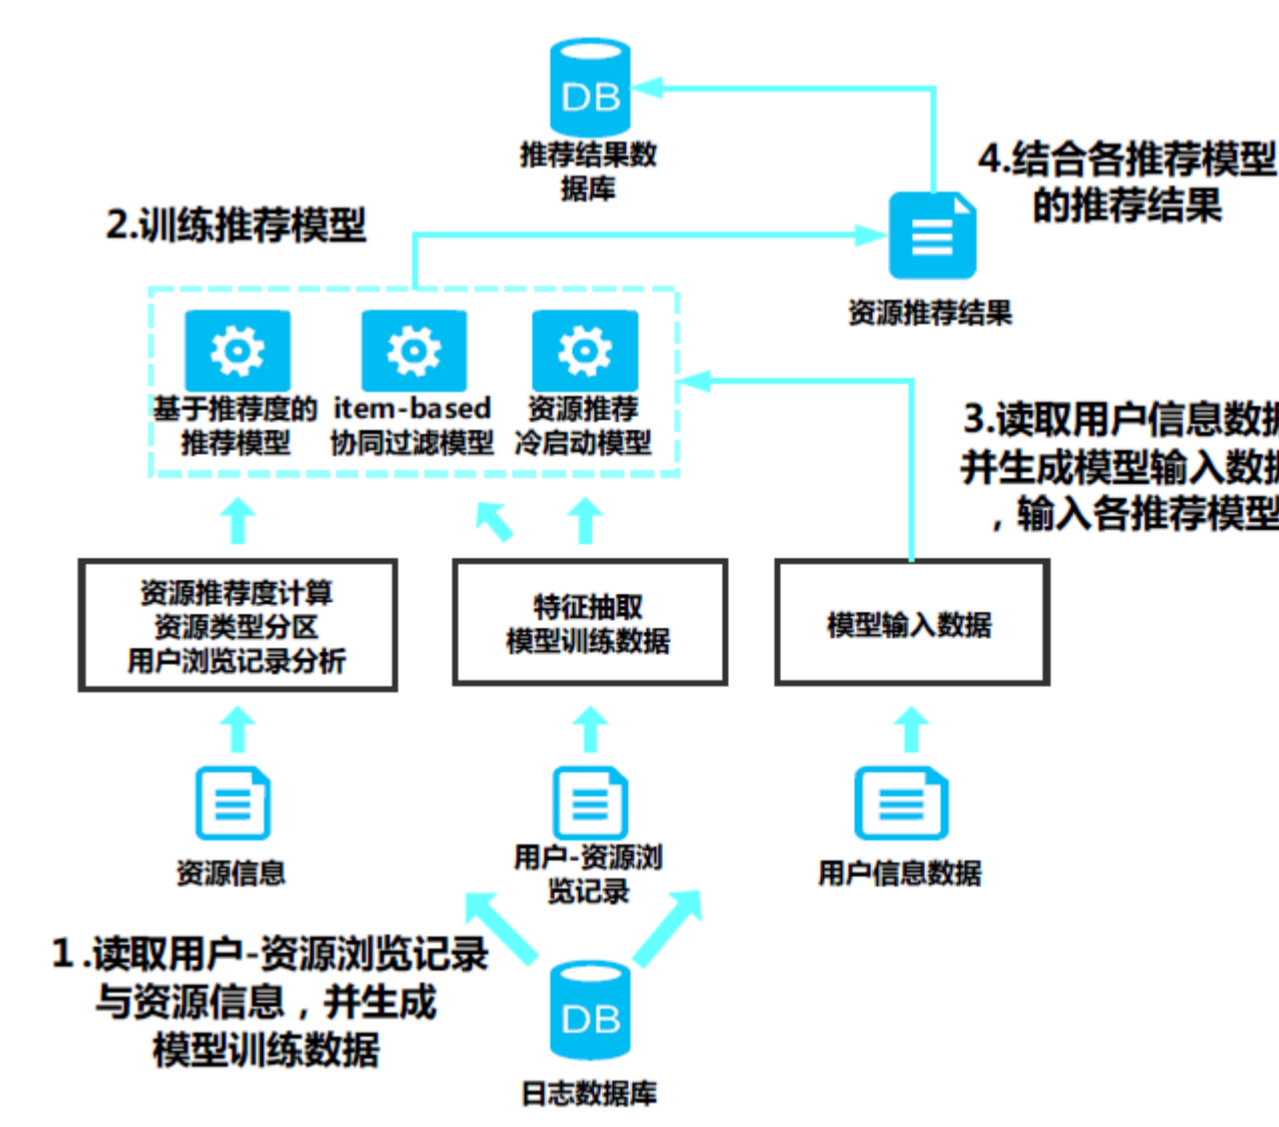 DB
推荐结果数
据库
4.结合各推荐模型
的推荐结果
2.训练推荐模型
资源推荐结果
基于推荐度的
推荐模型
item-based
协同过滤模型
资源推荐
冷启动模型
3.读取用户信息数据
并生成模型输入数据
，输入各推荐模型
资源推荐度计算
资源类型分区
用户浏览记录分析
特征抽取
模型训练数据
模型输入数据
资源信息
用户-资源浏
览记录
用户信息数据
1.读取用户-资源浏览记录
与资源信息，并生成
模型训练数据
DB
日志数据库